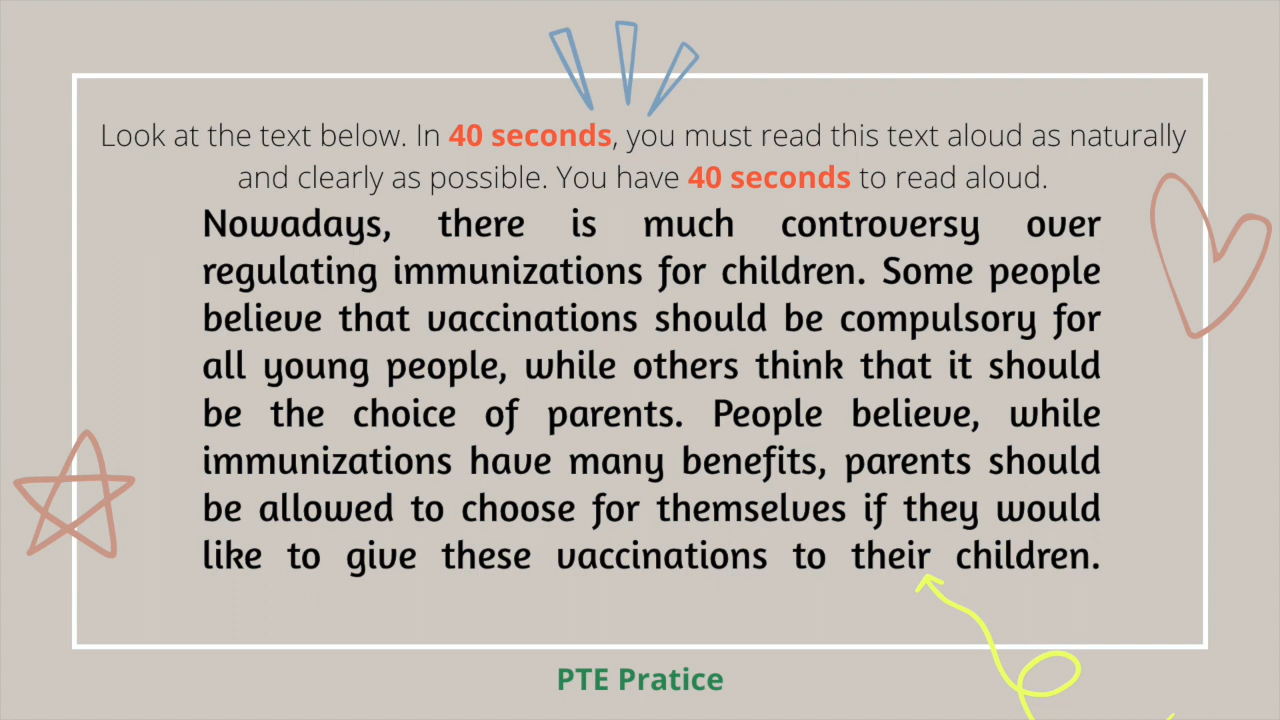 Look at the text below. In 40 seconds, you must read this text aloud as naturally
and clearly as possible. You have 40 seconds to read aloud.
Nowadays, there is much controversy over
regulating immunizations for children. Some people
believe that vaccinations should be compulsory for
all young people, while others think that it should
be the choice of parents. People believe, while
immunizations have many benefits, parents should
be allowed to choose for themselves if they would
like to give these vaccinations to their children.
PTE Pratice